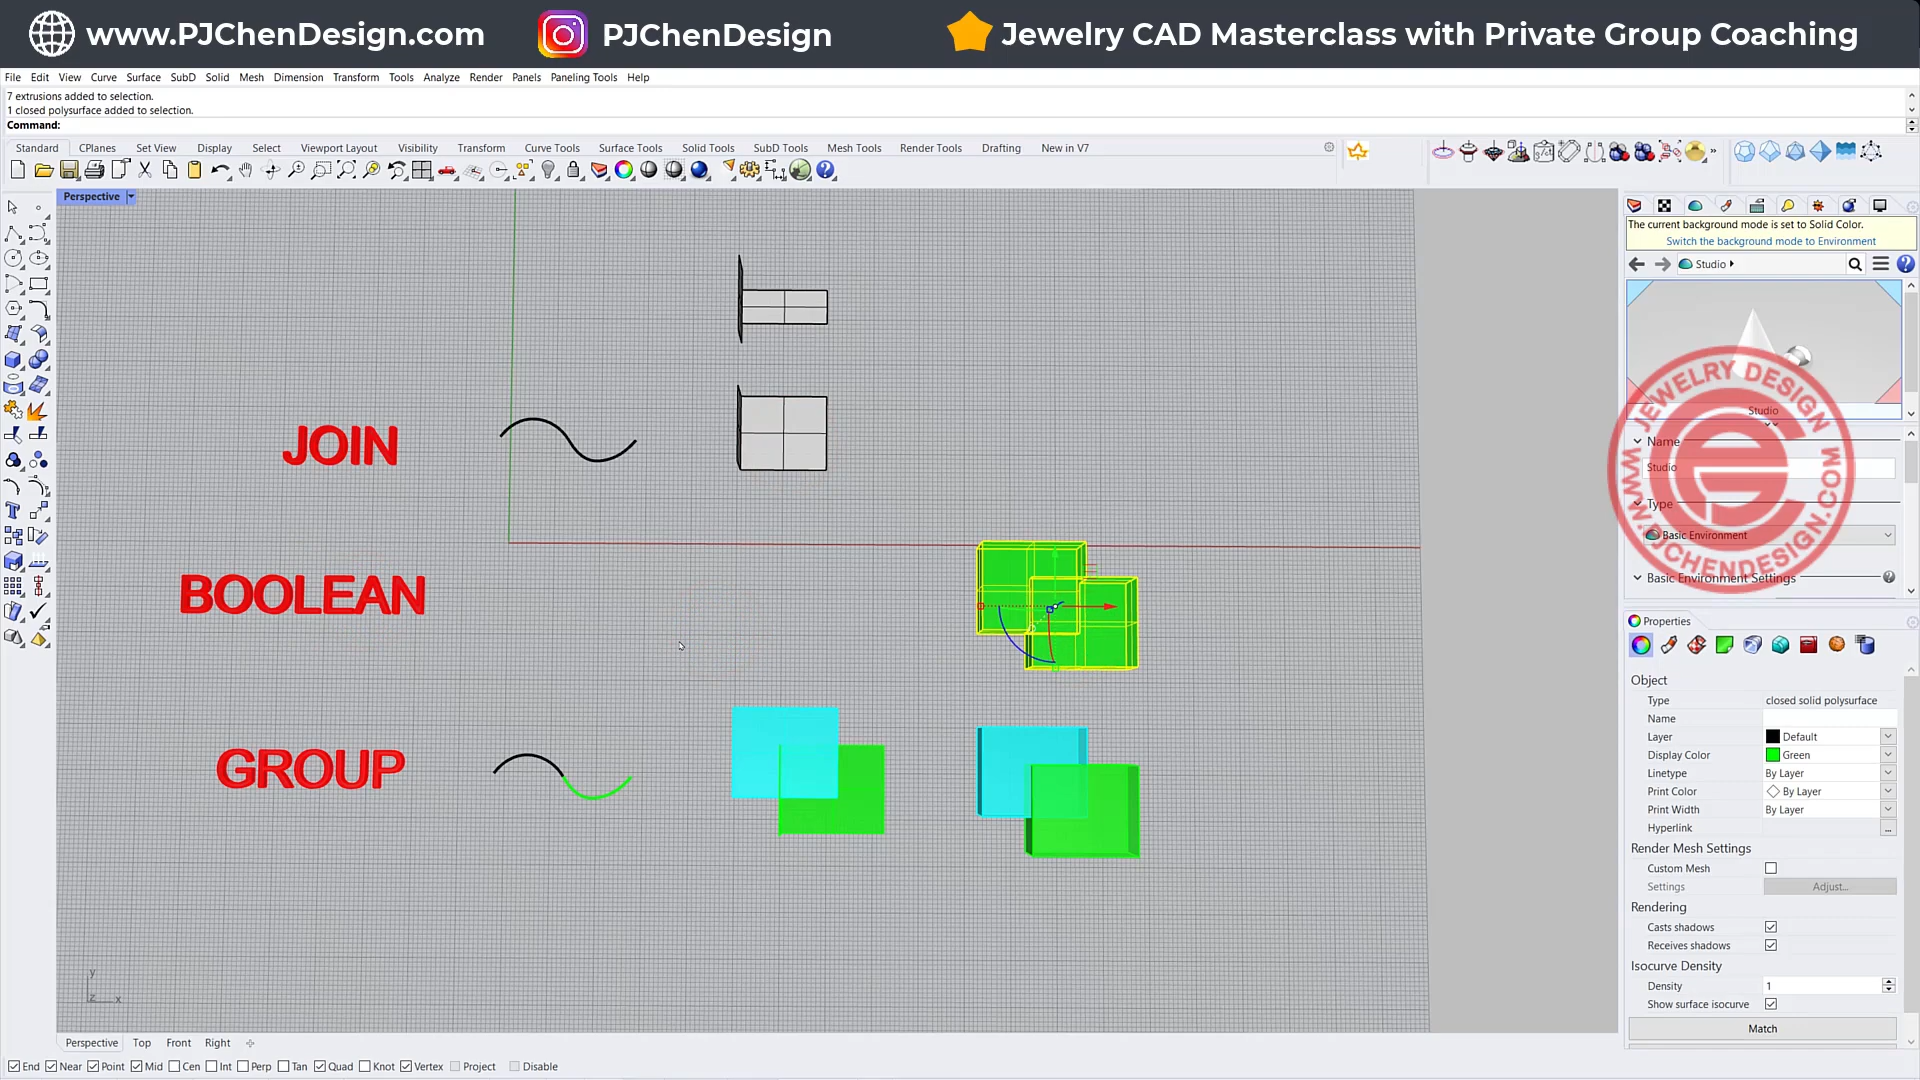 www.PJChenDesign.com PJChenDesign Jewelry CAD Masterclass with Private Group Coaching
File Edit View Curve Surface SubD Solid Mesh Dimension Transform Tools Analyze Render Panels Paneling Tools Help
7 extrusions added to selection.
1 closed polysurface added to selection.
Command:
Standard CPlanes Set View Display Select Viewport Layout Visibility Transform Curve Tools Surface Tools Solid Tools SubD Tools Mesh Tools Render Tools Drafting New in V7
Perspective
The current background mode is set to Solid Color.
Switch the background mode to Environment
Studio
Studio
JEWELRY DESIGN
WWW.PJCHENDESIGN.COM
Name
Studio
Type
Basic Environment
Basic Environment Settings
JOIN
BOOLEAN
GROUP
Properties
Object
Type closed solid polysurface
Name
Layer Default
Display Color Green
Linetype By Layer
Print Color By Layer
Print Width By Layer
Hyperlink ...
Render Mesh Settings
Custom Mesh
Settings Adjust...
Rendering
Casts shadows
Receives shadows
Isocurve Density
Density 1
Show surface isocurve
Match
y
z x
Perspective Top Front Right
End Near Point Mid Cen Int Perp Tan Quad Knot Vertex Project Disable